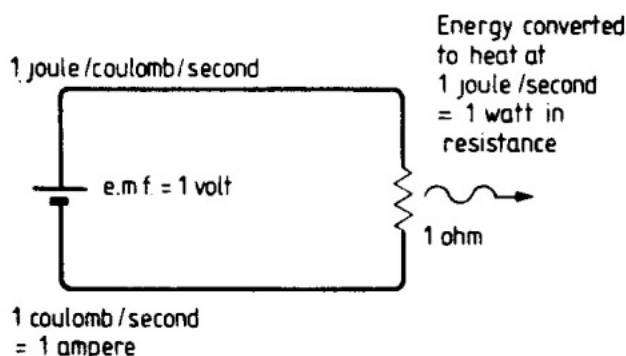 Energy converted
to heat at
1 joule/second
= 1 watt in
resistance
1 joule/coulomb/second
e.m f. = 1 volt
1 ohm
1 coulomb/second
= 1 ampere